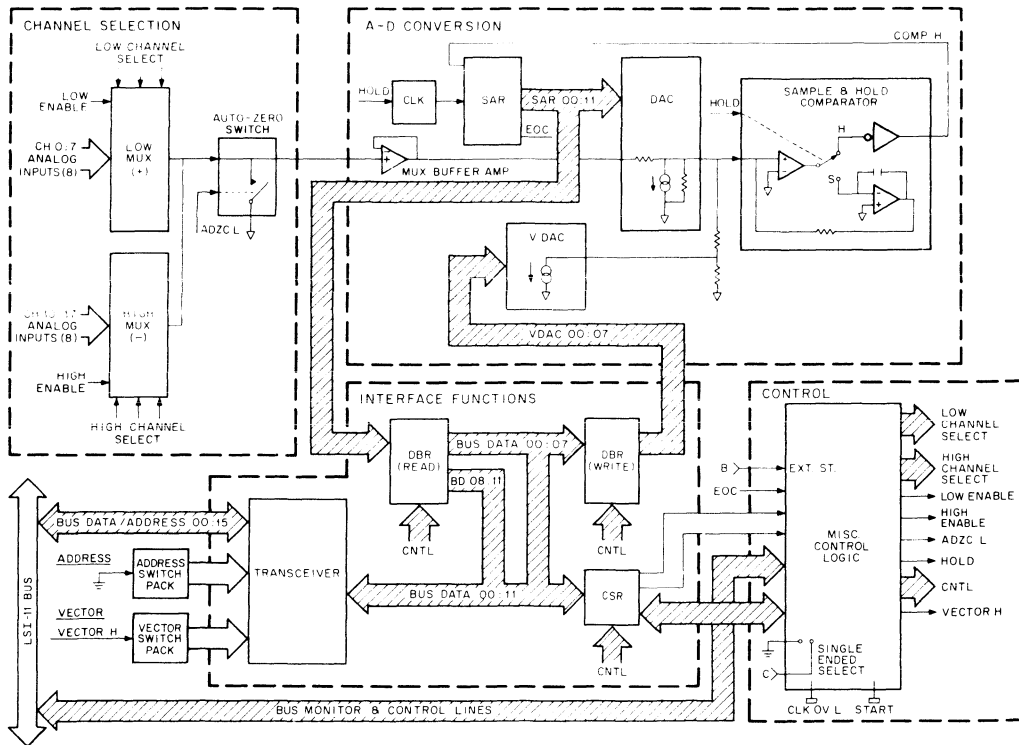 CHANNEL SELECTION
LOW CHANNEL
SELECT
LOW
ENABLE
CH 0:7
ANALOG
INPUTS (8)
LOW
MUX
(+)
AUTO-ZERO
SWITCH
ADZC L
ANALOG
INPUTS (8)
MUX
(−)
HIGH
ENABLE
HIGH CHANNEL
SELECT
A-D CONVERSION
COMP H
HOLD
CLK
SAR
SAR 00:11
EOC
DAC
HOLD
SAMPLE & HOLD
COMPARATOR
H
S
MUX BUFFER AMP
V DAC
VDAC 00:07
INTERFACE FUNCTIONS
DBR
(READ)
BUS DATA 00:07
BD 08:11
DBR
(WRITE)
CNTL
CNTL
LSI-11 BUS
BUS DATA/ADDRESS 00:15
ADDRESS
ADDRESS
SWITCH
PACK
TRANSCEIVER
BUS DATA 00:11
CSR
VECTOR
VECTOR H
VECTOR
SWITCH
PACK
CNTL
BUS MONITOR & CONTROL LINES
CONTROL
B
EXT ST.
EOC
MISC
CONTROL
LOGIC
SINGLE
ENDED
SELECT
C
CLK OV L
START
LOW
CHANNEL
SELECT
HIGH
CHANNEL
SELECT
LOW ENABLE
HIGH
ENABLE
ADZC L
HOLD
CNTL
VECTOR H